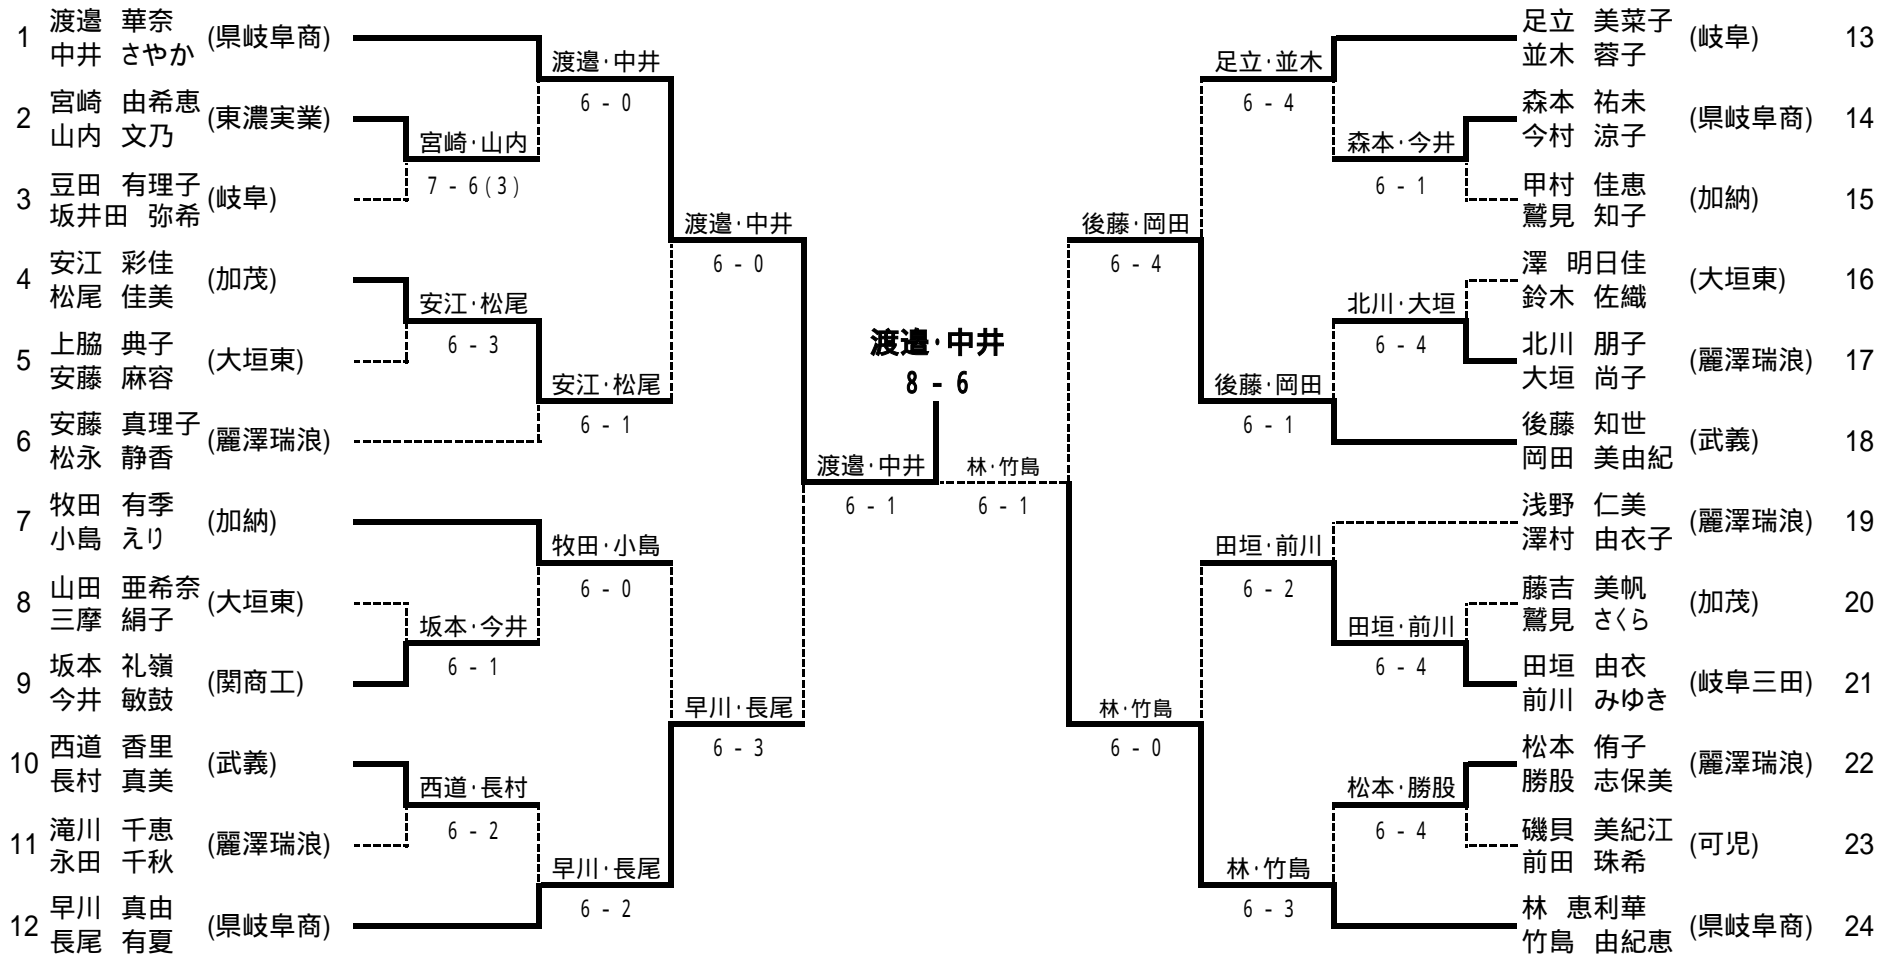 1 渡邉 華奈 (県岐阜商)
中井 さやか
2 宮崎 由希恵 (東濃実業)
山内 文乃
3 豆田 有理子 (岐阜)
坂井田 弥希
4 安江 彩佳 (加茂)
松尾 佳美
5 上脇 典子 (大垣東)
安藤 麻容
6 安藤 真理子 (麗澤瑞浪)
松永 静香
7 牧田 有季 (加納)
小島 えり
8 山田 亜希奈 (大垣東)
三摩 絹子
9 坂本 礼嶺 (関商工)
今井 敏鼓
10 西道 香里 (武義)
長村 真美
11 滝川 千恵 (麗澤瑞浪)
永田 千秋
12 早川 真由 (県岐阜商)
長尾 有夏
宮崎・山内
7 - 6(3)
安江・松尾
6 - 3
坂本・今井
6 - 1
西道・長村
6 - 2
渡邉・中井
6 - 0
安江・松尾
6 - 1
牧田・小島
6 - 0
早川・長尾
6 - 2
渡邉・中井
6 - 0
早川・長尾
6 - 3
渡邉・中井
6 - 1
渡邉・中井
8 - 6
林・竹島
6 - 1
後藤・岡田
6 - 4
林・竹島
6 - 0
足立・並木
6 - 4
後藤・岡田
6 - 1
田垣・前川
6 - 2
林・竹島
6 - 3
森本・今井
6 - 1
北川・大垣
6 - 4
田垣・前川
6 - 4
松本・勝股
6 - 4
足立 美菜子 (岐阜) 13
並木 蓉子
森本 祐未 (県岐阜商) 14
今村 涼子
甲村 佳恵 (加納) 15
鷲見 知子
澤 明日佳 (大垣東) 16
鈴木 佐織
北川 朋子 (麗澤瑞浪) 17
大垣 尚子
後藤 知世 (武義) 18
岡田 美由紀
浅野 仁美 (麗澤瑞浪) 19
澤村 由衣子
藤吉 美帆 (加茂) 20
鷲見 さくら
田垣 由衣 (岐阜三田) 21
前川 みゆき
松本 侑子 (麗澤瑞浪) 22
勝股 志保美
磯貝 美紀江 (可児) 23
前田 珠希
林 恵利華 (県岐阜商) 24
竹島 由紀恵